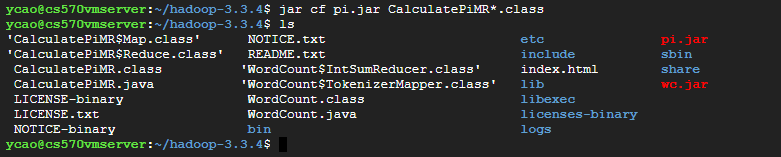 ycao@cs570vmserver:~/hadoop-3.3.4$ jar cf pi.jar CalculatePiMR*.class
ycao@cs570vmserver:~/hadoop-3.3.4$ ls
'CalculatePiMR$Map.class' NOTICE.txt etc pi.jar
'CalculatePiMR$Reduce.class' README.txt include sbin
CalculatePiMR.class 'WordCount$IntSumReducer.class' index.html share
CalculatePiMR.java 'WordCount$TokenizerMapper.class' lib wc.jar
LICENSE-binary WordCount.class libexec
LICENSE.txt WordCount.java licenses-binary
NOTICE-binary bin logs
ycao@cs570vmserver:~/hadoop-3.3.4$